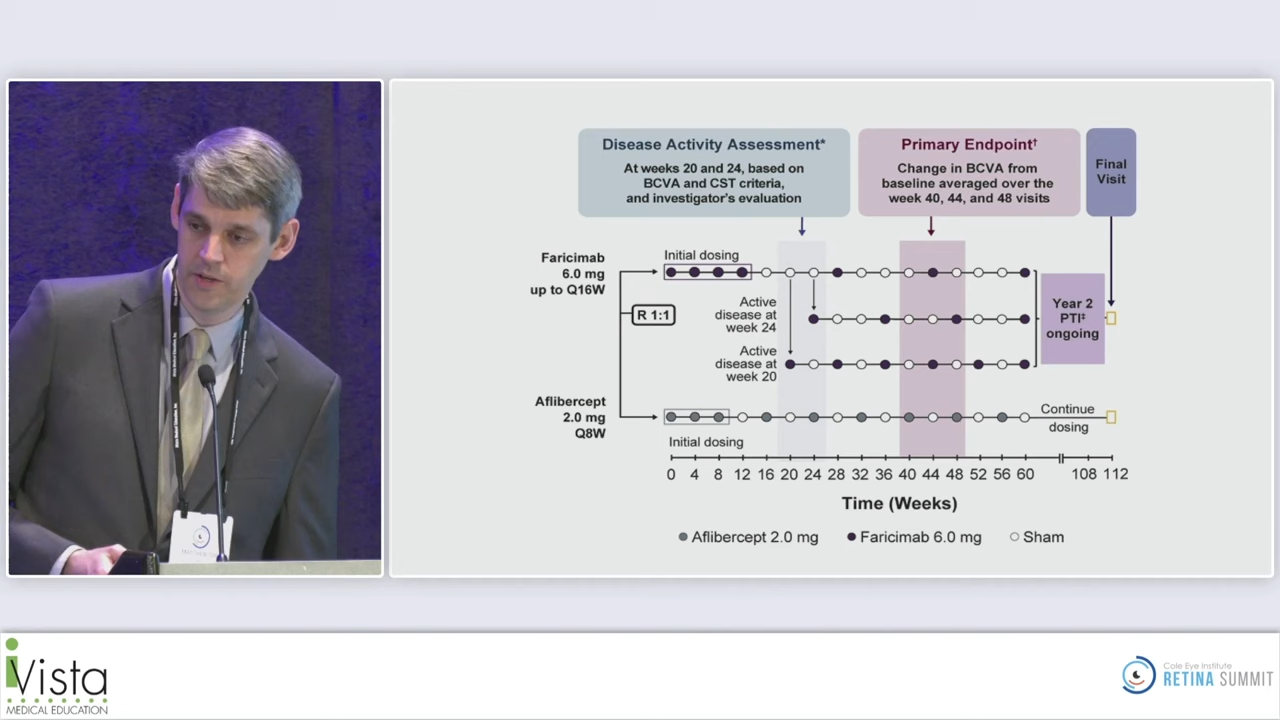 Disease Activity Assessment*
At weeks 20 and 24, based on
BCVA and CST criteria,
and investigator's evaluation
Primary Endpoint†
Change in BCVA from
baseline averaged over the
week 40, 44, and 48 visits
Final
Visit
Faricimab
6.0 mg
up to Q16W
Initial dosing
R 1:1
Active
disease at
week 24
Active
disease at
week 20
Year 2
PTI‡
ongoing
Aflibercept
2.0 mg
Q8W
Initial dosing
Continue
dosing
0 4 8 12 16 20 24 28 32 36 40 44 48 52 56 60 108 112
Time (Weeks)
Aflibercept 2.0 mg
Faricimab 6.0 mg
Sham
iVista
MEDICAL EDUCATION
Cole Eye Institute
RETINA SUMMIT